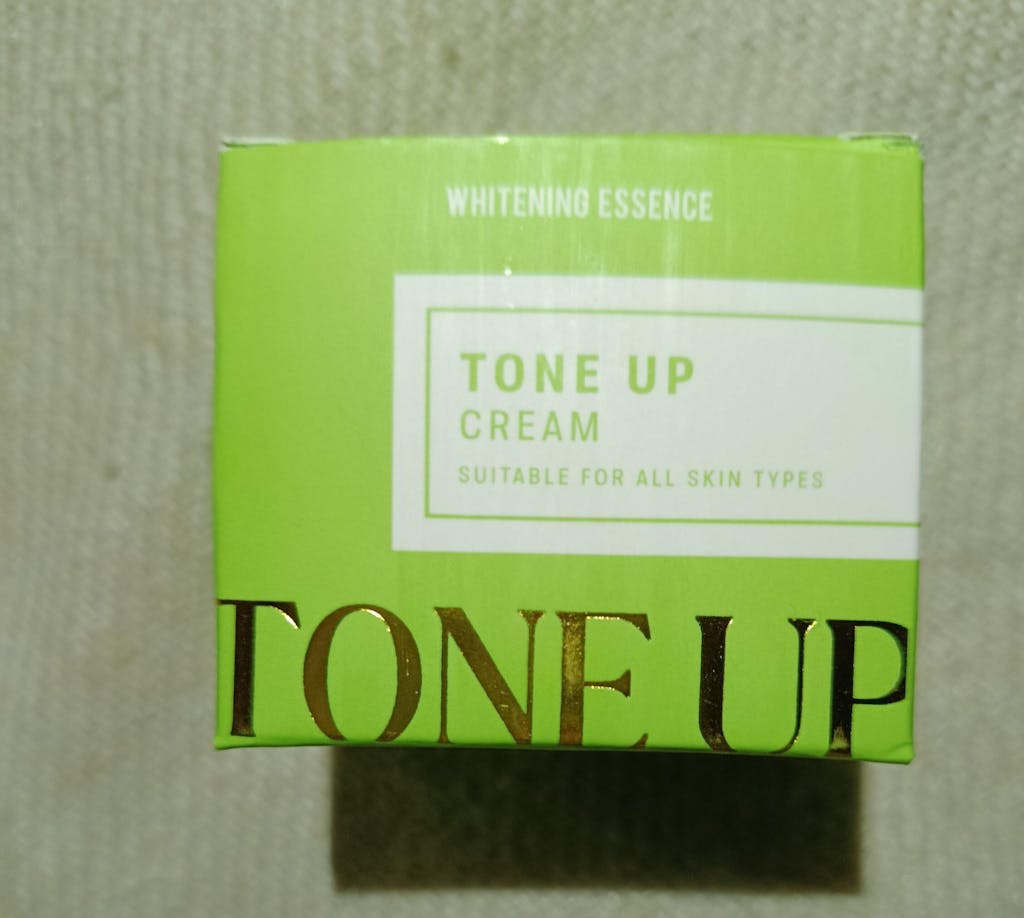 WHITENING ESSENCE
TONE UP
CREAM
SUITABLE FOR ALL SKIN TYPES
TONE UP